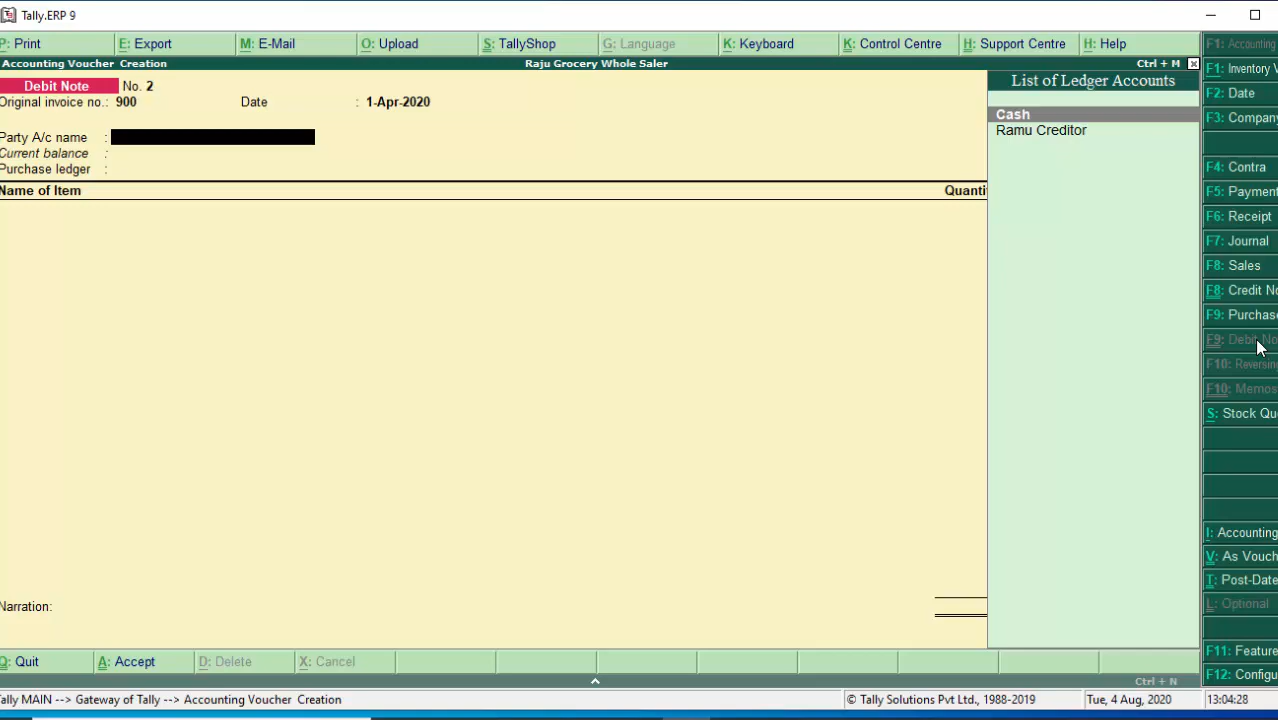 Tally.ERP 9
P: Print E: Export M: E-Mail O: Upload S: TallyShop G: Language K: Keyboard K: Control Centre H: Support Centre H: Help
Accounting Voucher Creation Raju Grocery Whole Saler Ctrl + M
Debit Note No. 2
Original invoice no.: 900 Date : 1-Apr-2020
Party A/c name :
Current balance :
Purchase ledger :
Name of Item Quanti
Narration:
List of Ledger Accounts
Cash
Ramu Creditor
F1: Accounting
F1: Inventory V
F2: Date
F3: Company
F4: Contra
F5: Payment
F6: Receipt
F7: Journal
F8: Sales
F8: Credit No
F9: Purchase
F9: Debit No
F10: Reversin
F10: Memos
S: Stock Qu
I: Accounting
V: As Vouch
T: Post-Date
L: Optional
F11: Feature
F12: Configu
Q: Quit A: Accept D: Delete X: Cancel
Ctrl + N
Tally MAIN --> Gateway of Tally --> Accounting Voucher Creation © Tally Solutions Pvt Ltd., 1988-2019 Tue, 4 Aug, 2020 13:04:28